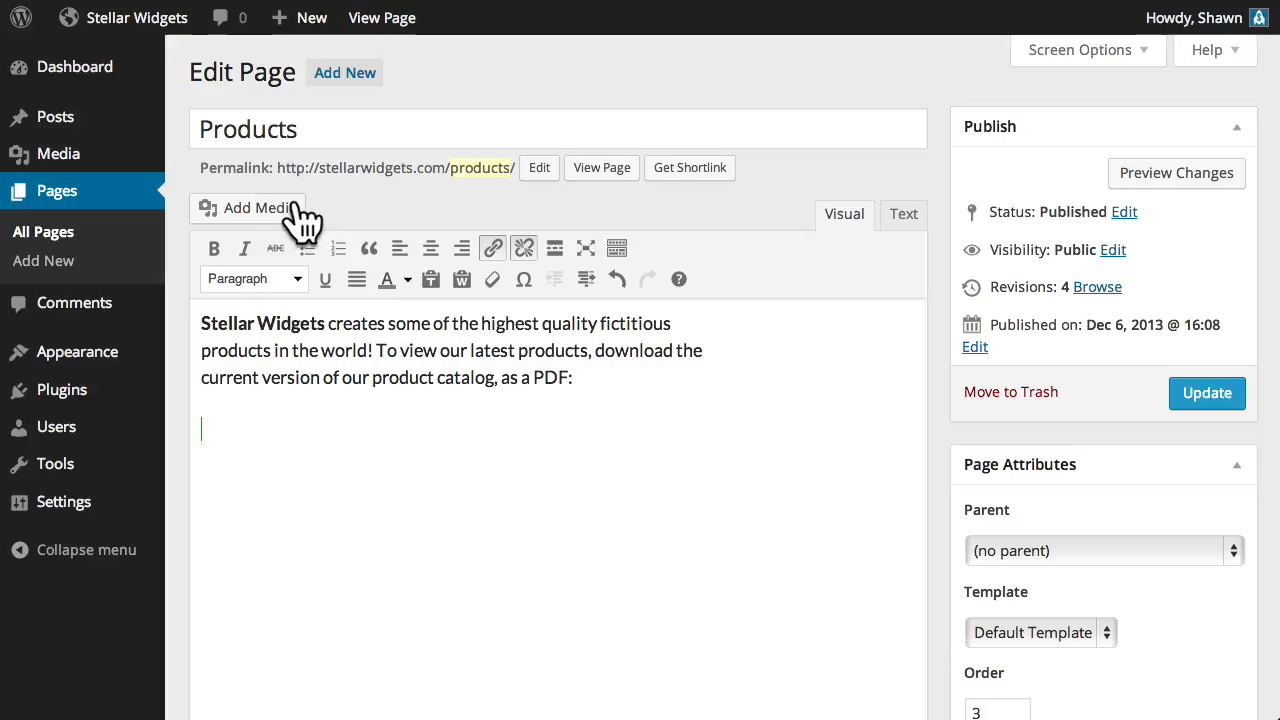 Stellar Widgets 0 New View Page Howdy, Shawn
Dashboard
Posts
Media
Pages
All Pages
Add New
Comments
Appearance
Plugins
Users
Tools
Settings
Collapse menu
Screen Options Help
Edit Page Add New
Products
Permalink: http://stellarwidgets.com/products/ Edit View Page Get Shortlink
Add Medi
Visual Text
B I ABC
Paragraph U A T W Ω ?
Stellar Widgets creates some of the highest quality fictitious
products in the world! To view our latest products, download the
current version of our product catalog, as a PDF:
Publish
Preview Changes
Status: Published Edit
Visibility: Public Edit
Revisions: 4 Browse
Published on: Dec 6, 2013 @ 16:08
Edit
Move to Trash Update
Page Attributes
Parent
(no parent)
Template
Default Template
Order
3